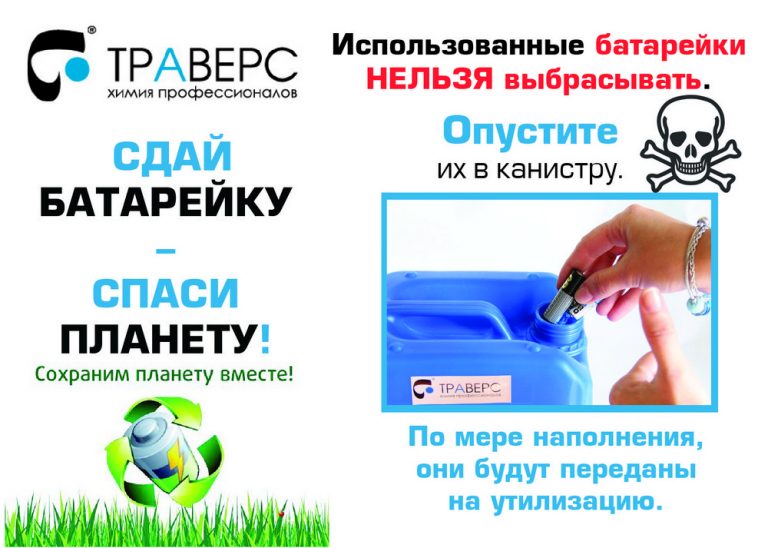 ТРАВЕРС
химия профессионалов
СДАЙ
БАТАРЕЙКУ
–
СПАСИ
ПЛАНЕТУ!
Сохраним планету вместе!
Использованные батарейки
НЕЛЬЗЯ выбрасывать.
Опустите
их в канистру.
ТРАВЕРС
химия профессионалов
По мере наполнения,
они будут переданы
на утилизацию.